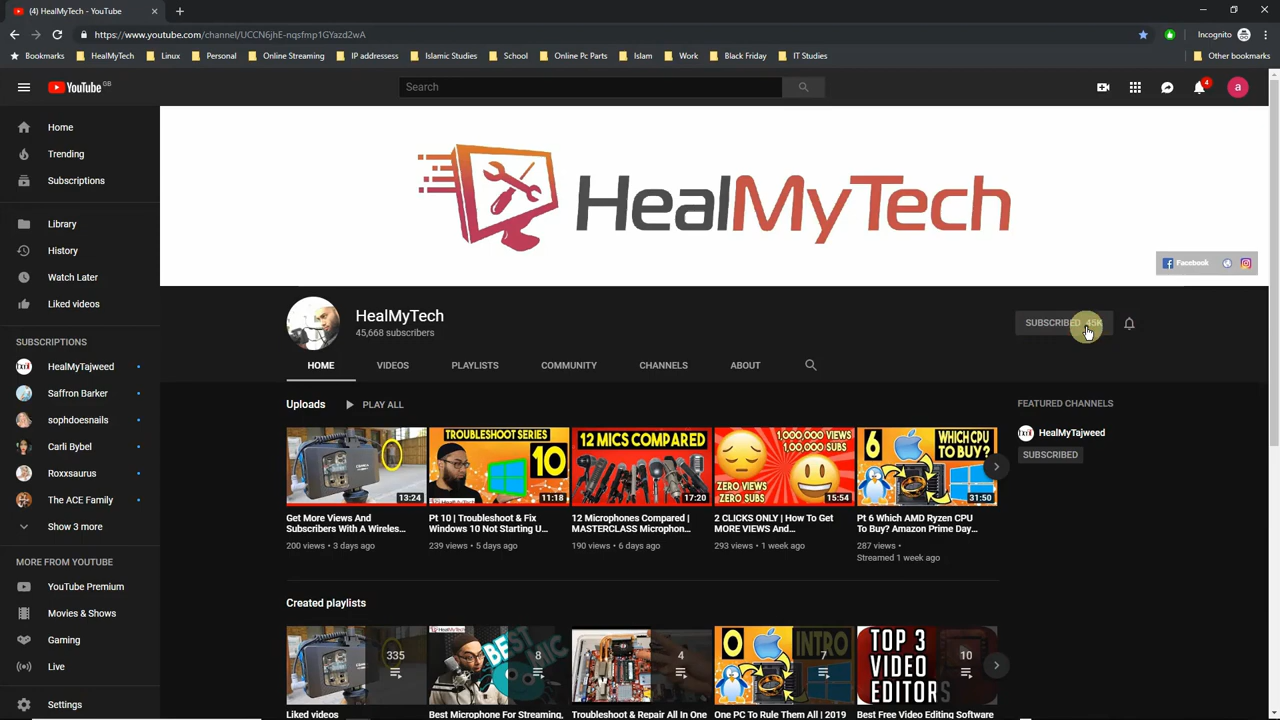 (4) HealMyTech - YouTube
https://www.youtube.com/channel/UCCN6jhE-nqsfmp1GYazd2wA
Incognito
Bookmarks
HealMyTech
Linux
Personal
Online Streaming
IP addressess
Islamic Studies
School
Online Pc Parts
Islam
Work
Black Friday
IT Studies
Other bookmarks
YouTube GB
Search
4
a
Home
Trending
Subscriptions
Library
History
Watch Later
Liked videos
SUBSCRIPTIONS
HealMyTajweed
Saffron Barker
sophdoesnails
Carli Bybel
Roxxsaurus
The ACE Family
Show 3 more
MORE FROM YOUTUBE
YouTube Premium
Movies & Shows
Gaming
Live
Settings
HealMyTech
Facebook
HealMyTech
45,668 subscribers
SUBSCRIBED 45K
HOME
VIDEOS
PLAYLISTS
COMMUNITY
CHANNELS
ABOUT
Uploads
PLAY ALL
13:24
Get More Views And
Subscribers With A Wireles...
200 views • 3 days ago
TROUBLESHOOT SERIES
10
11:18
Pt 10 | Troubleshoot & Fix
Windows 10 Not Starting U...
239 views • 5 days ago
12 MICS COMPARED
17:20
12 Microphones Compared |
MASTERCLASS Microphon...
190 views • 6 days ago
1,000,000 VIEWS
1,00,000 SUBS
ZERO VIEWS
ZERO SUBS
15:54
2 CLICKS ONLY | How To Get
MORE VIEWS And...
293 views • 1 week ago
6
WHICH CPU
TO BUY?
31:50
Pt 6 Which AMD Ryzen CPU
To Buy? Amazon Prime Day...
287 views •
Streamed 1 week ago
FEATURED CHANNELS
HealMyTajweed
SUBSCRIBED
Created playlists
335
Liked videos
BEST
8
Best Microphone For Streaming,
4
Troubleshoot & Repair All In One
INTRO
7
One PC To Rule Them All | 2019
TOP 3
VIDEO
EDITORS
10
Best Free Video Editing Software